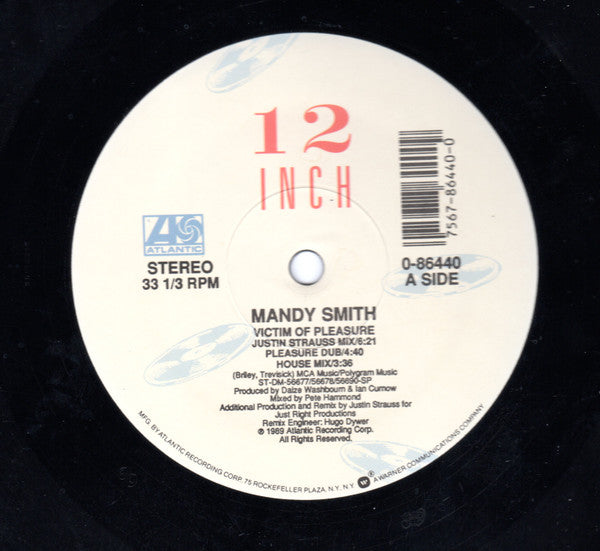 12
INCH
7567-86440-0
ATLANTIC
STEREO
33 1/3 RPM
0-86440
A SIDE
MANDY SMITH
VICTIM OF PLEASURE
JUSTIN STRAUSS MIX/6:21
PLEASURE DUB/4:40
HOUSE MIX/3:36
(Briley, Trevisick) MCA Music/Polygram Music
ST-DM-56677/56678/56690-SP
Produced by Daize Washbourn & Ian Curnow
Mixed by Pete Hammond
Additional Production and Remix by Justin Strauss for
Just Right Productions
Remix Engineer: Hugo Dywer
℗ 1989 Atlantic Recording Corp.
All Rights Reserved.
MFG. BY ATLANTIC RECORDING CORP. 75 ROCKEFELLER PLAZA, N.Y. N.Y. ® A WARNER COMMUNICATIONS COMPANY